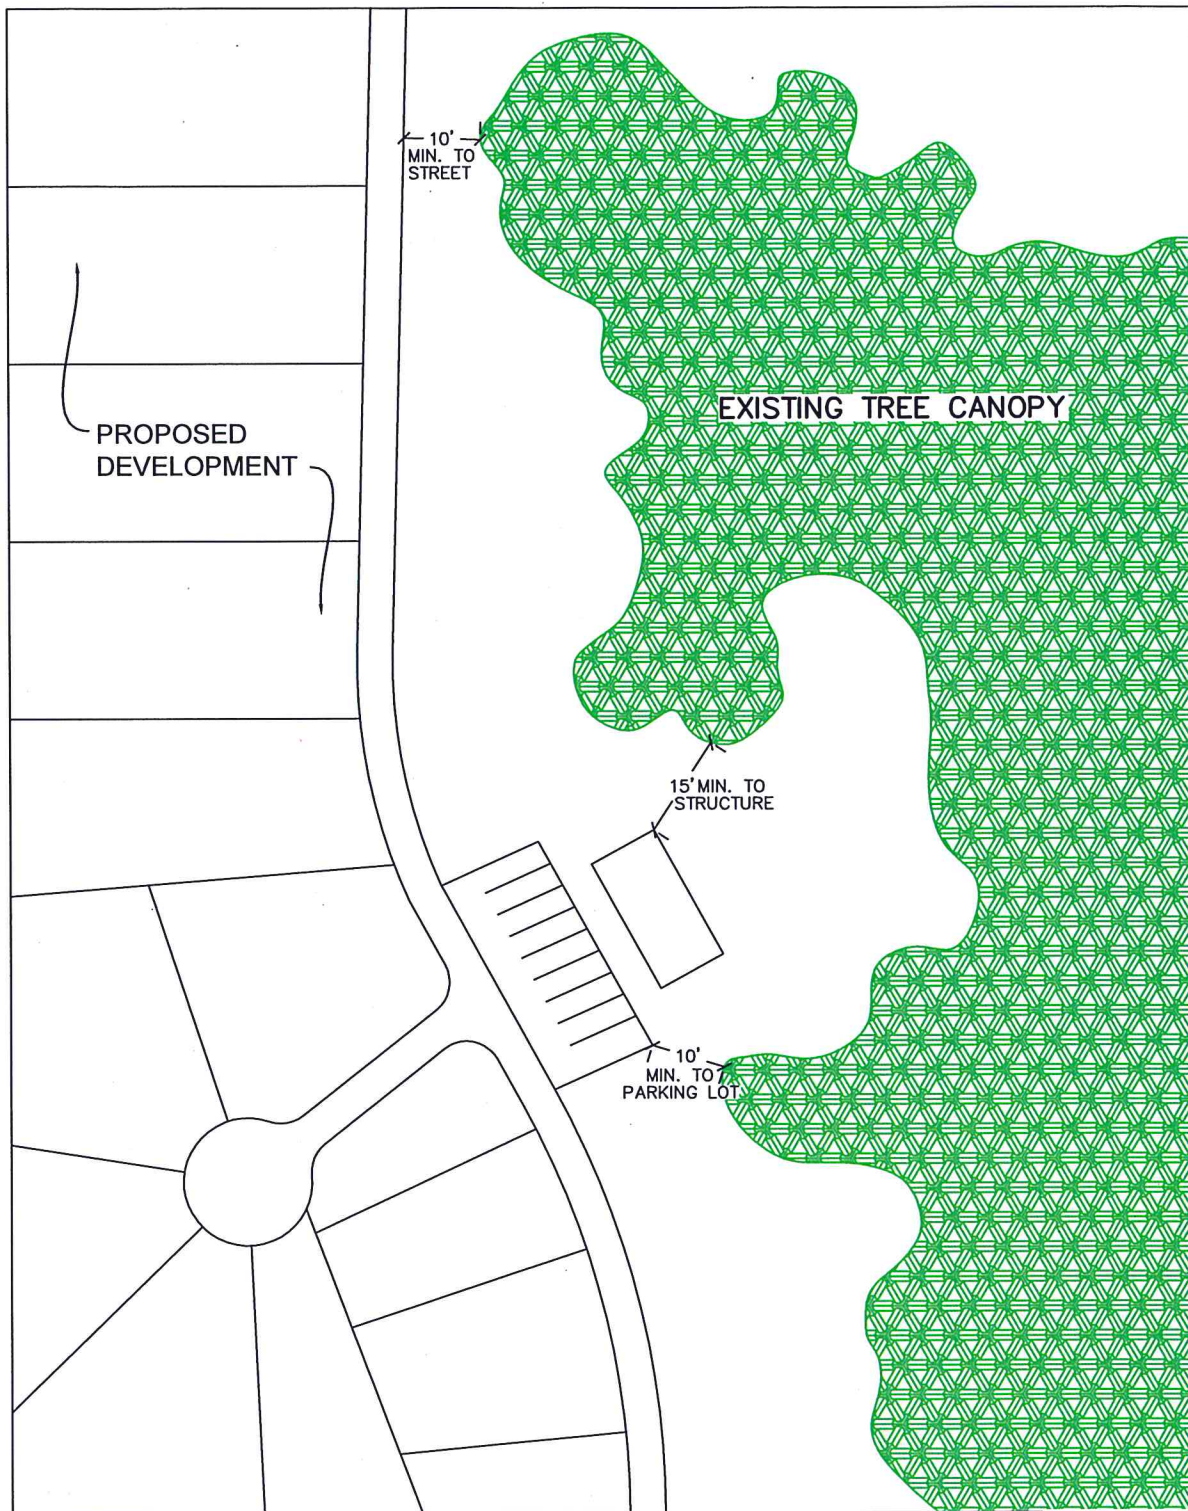 10'
MIN. TO
STREET
EXISTING TREE CANOPY
PROPOSED
DEVELOPMENT
15' MIN. TO
STRUCTURE
10'
MIN. TO
PARKING LOT